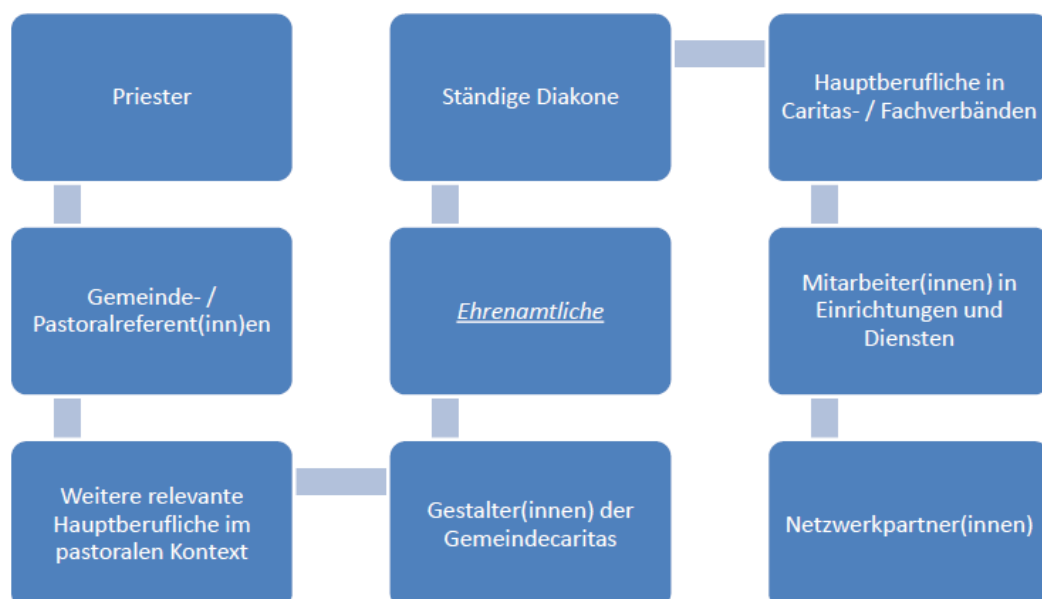 Priester
Gemeinde- /
Pastoralreferent(inn)en
Weitere relevante
Hauptberufliche im
pastoralen Kontext
Gestalter(innen) der
Gemeindecaritas
Ehrenamtliche
Ständige Diakone
Hauptberufliche in
Caritas- / Fachverbänden
Mitarbeiter(innen) in
Einrichtungen und
Diensten
Netzwerkpartner(innen)